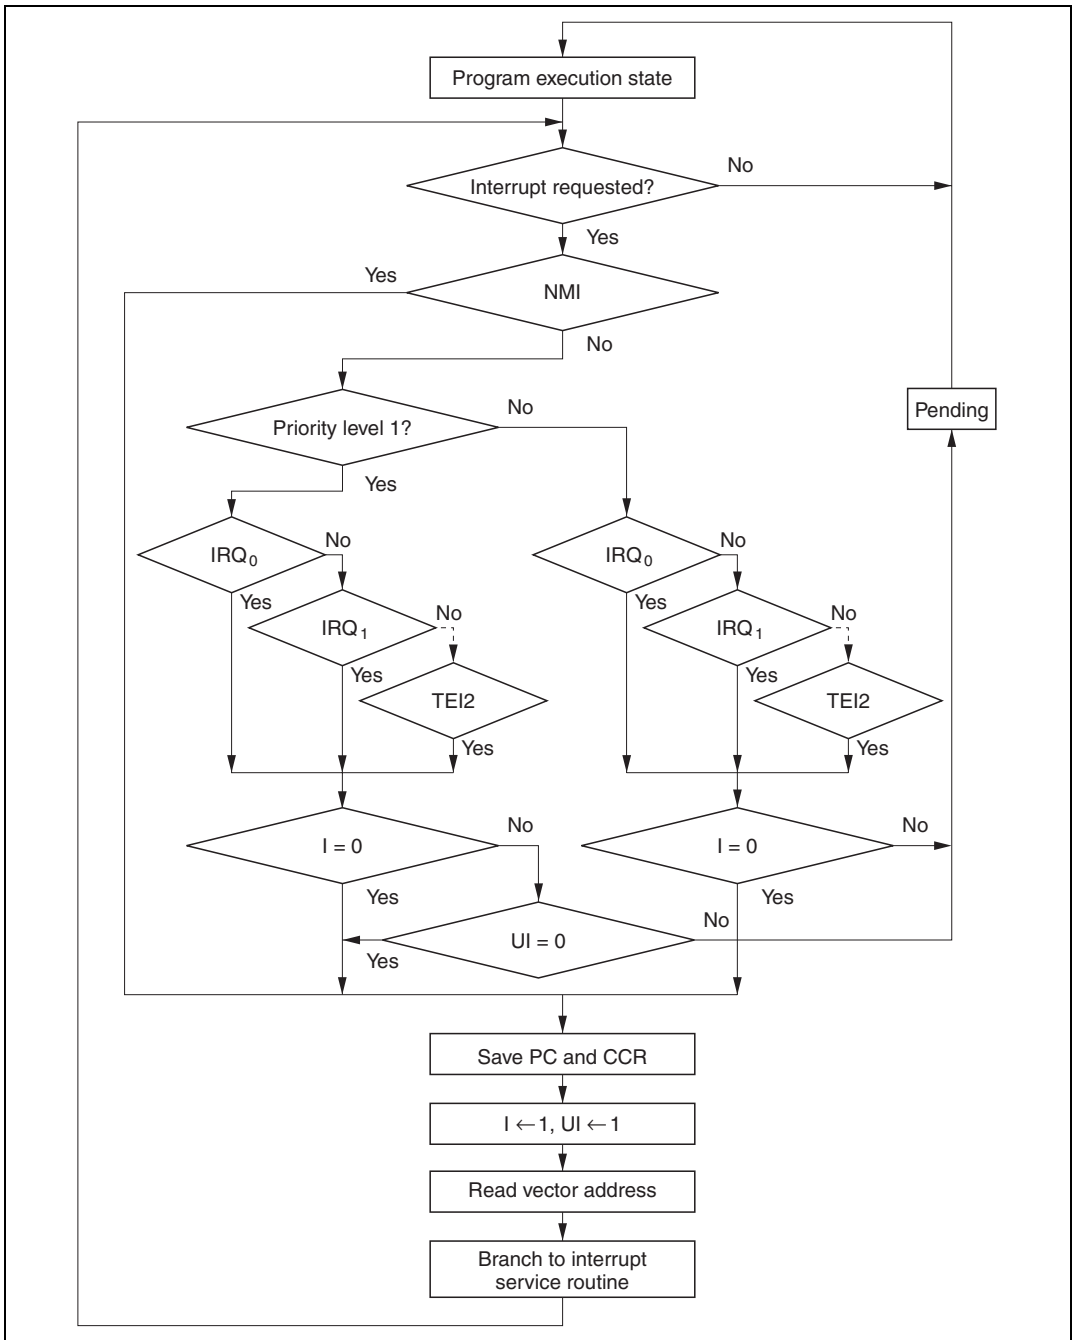 Program execution state
Interrupt requested?
No
Yes
NMI
Yes
No
Pending
Priority level 1?
No
Yes
IRQ0
No
Yes
IRQ1
No
Yes
TEI2
Yes
IRQ0
No
Yes
IRQ1
No
Yes
TEI2
Yes
I = 0
No
Yes
I = 0
No
Yes
UI = 0
No
Yes
Save PC and CCR
I ← 1, UI ← 1
Read vector address
Branch to interrupt
service routine